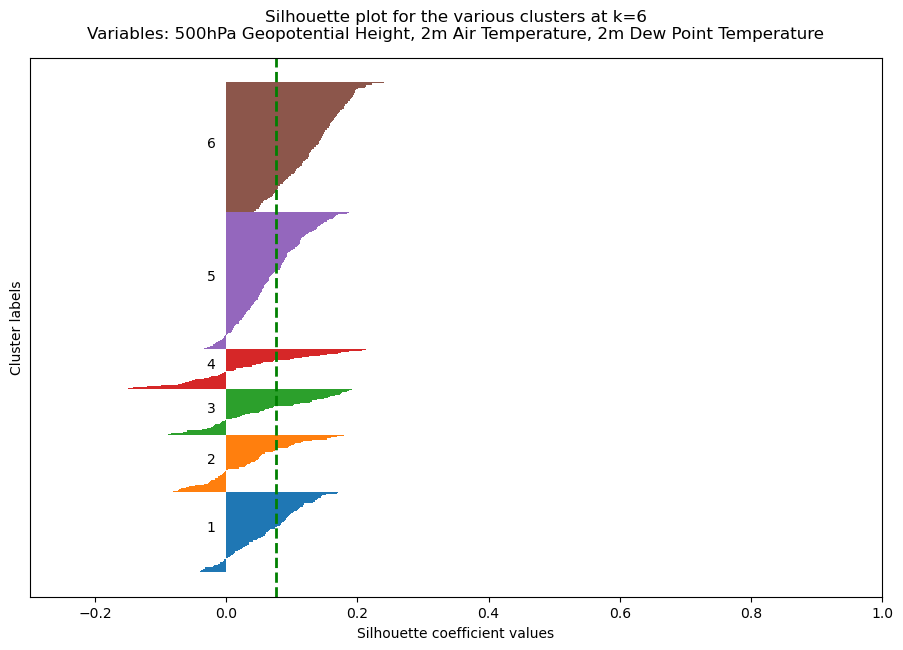 Silhouette plot for the various clusters at k=6
Variables: 500hPa Geopotential Height, 2m Air Temperature, 2m Dew Point Temperature
Cluster labels
6
5
4
3
2
1
−0.2 0.0 0.2 0.4 0.6 0.8 1.0
Silhouette coefficient values